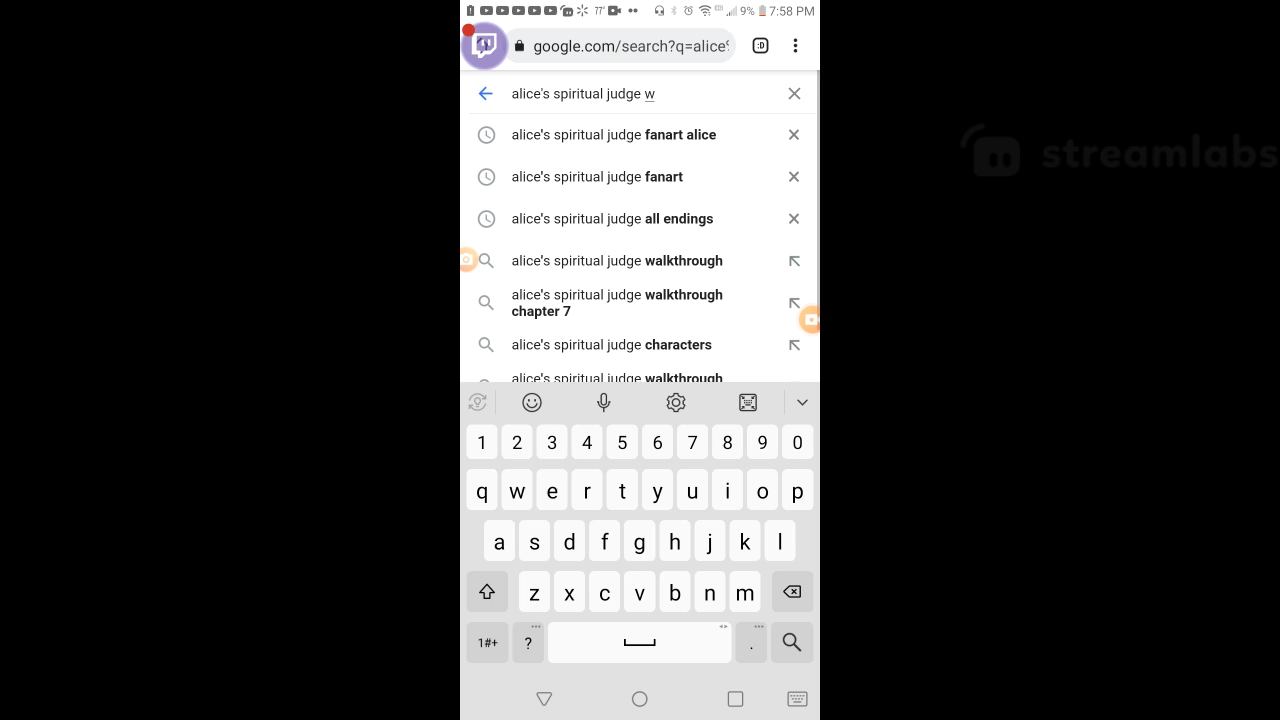 77°
9%
7:58 PM
:D
google.com/search?q=alice%
alice's spiritual judge w
alice's spiritual judge fanart alice
alice's spiritual judge fanart
alice's spiritual judge all endings
alice's spiritual judge walkthrough
alice's spiritual judge walkthrough
chapter 7
alice's spiritual judge characters
alice's spiritual judge walkthrough
streamlabs
1 2 3 4 5 6 7 8 9 0
q w e r t y u i o p
a s d f g h j k l
z x c v b n m
1#+ ? .